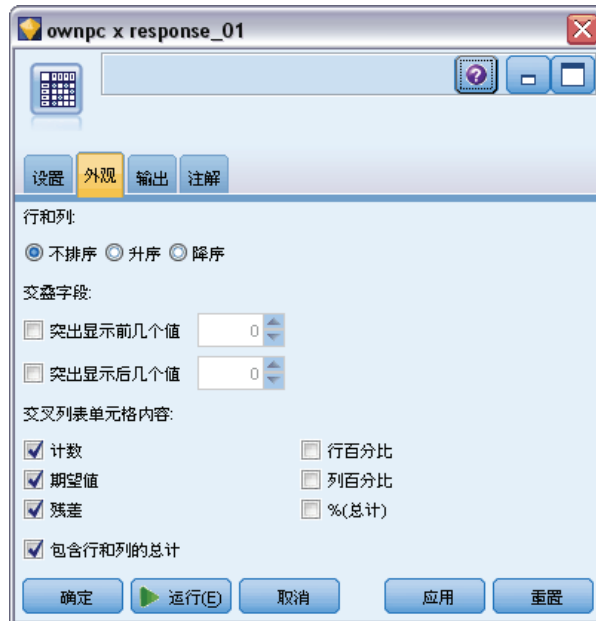 ownpc x response_01
设置 外观 输出 注解
行和列:
不排序 升序 降序
交叠字段:
突出显示前几个值 0
突出显示后几个值 0
交叉列表单元格内容:
计数 行百分比
期望值 列百分比
残差 %(总计)
包含行和列的总计
确定 运行(E) 取消 应用 重置